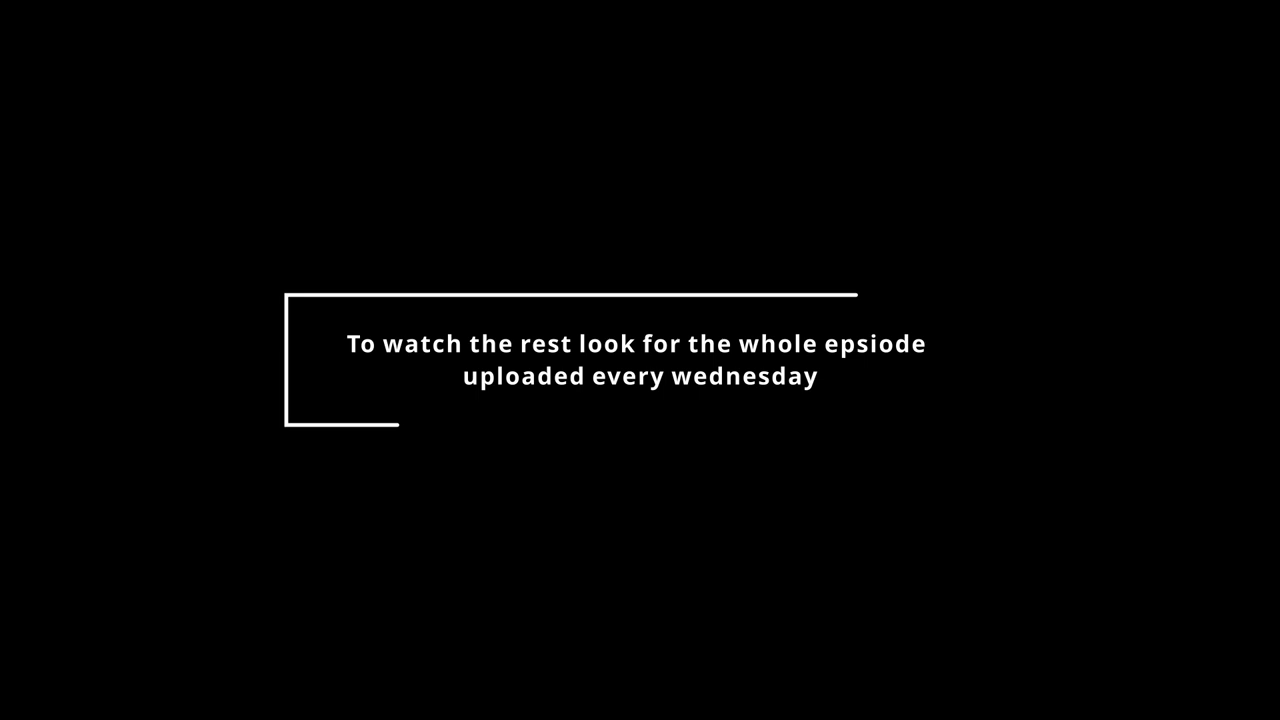 To watch the rest look for the whole epsiode
uploaded every wednesday